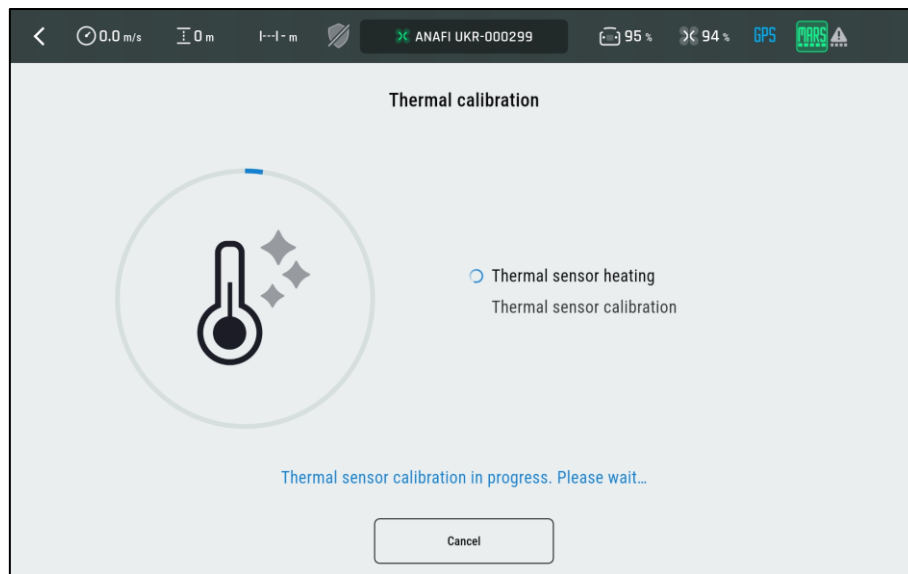 0.0 m/s 0 m - m ANAFI UKR-000299 95 % 94 % GPS MARS
Thermal calibration
Thermal sensor heating
Thermal sensor calibration
Thermal sensor calibration in progress. Please wait...
Cancel